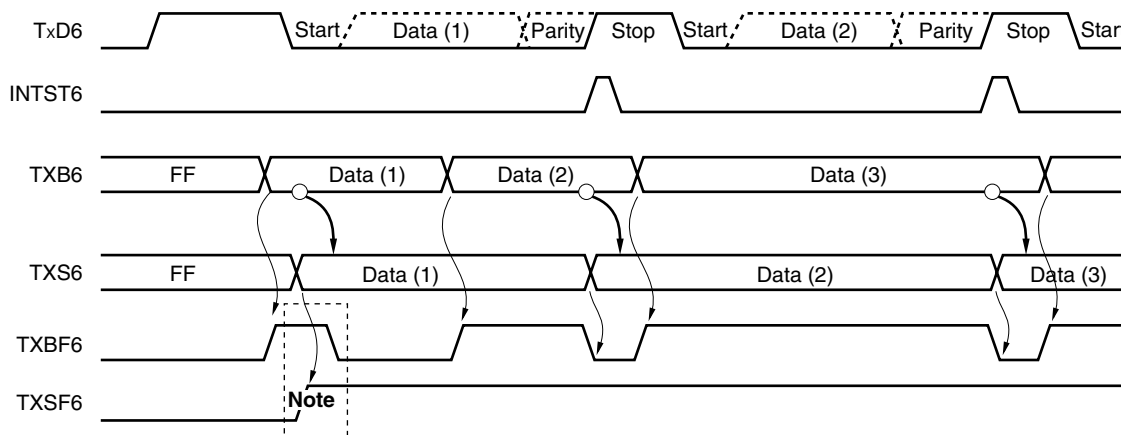 TxD6 Start Data (1) Parity Stop Start Data (2) Parity Stop Start
INTST6
TXB6 FF Data (1) Data (2) Data (3)
TXS6 FF Data (1) Data (2) Data (3)
TXBF6
TXSF6 Note